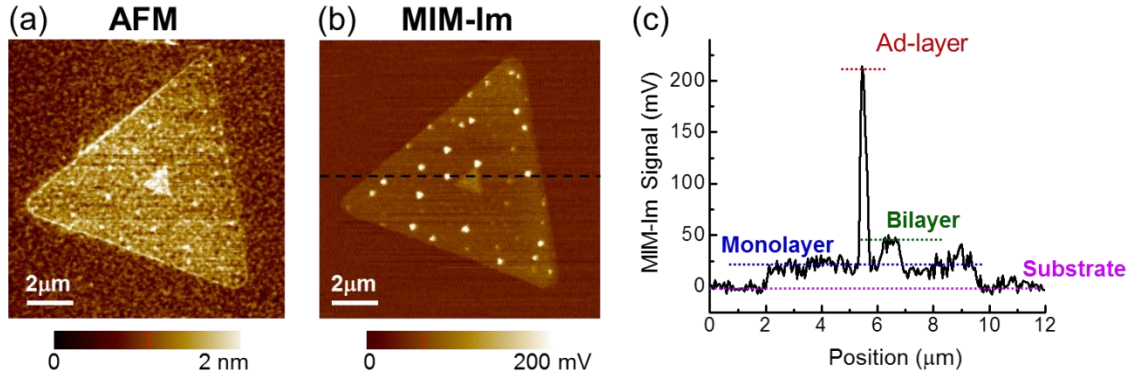 (a) AFM
2μm
0 2 nm
(b) MIM-Im
2μm
0 200 mV
(c)
MIM-Im Signal (mV)
200
150
100
50
0
Ad-layer
Bilayer
Monolayer
Substrate
0 2 4 6 8 10 12
Position (μm)